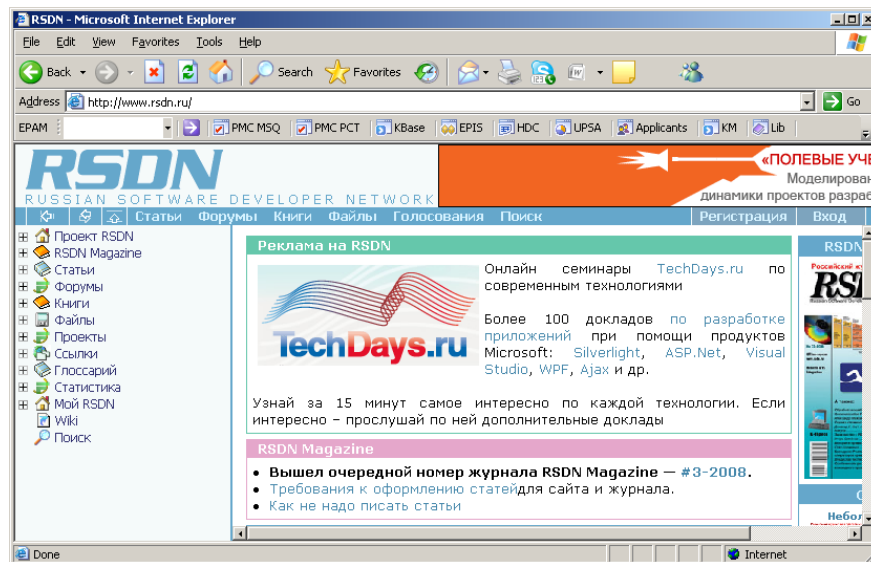 RSDN - Microsoft Internet Explorer
File Edit View Favorites Tools Help
Back Search Favorites
Address http://www.rsdn.ru/ Go
EPAM PMC MSQ PMC PCT KBase EPIS HDC UPSA Applicants KM Lib
RSDN
RUSSIAN SOFTWARE DEVELOPER NETWORK
«ПОЛЕВЫЕ УЧЕ
Моделирован
динамики проектов разраб
Статьи Форумы Книги Файлы Голосования Поиск Регистрация Вход
Проект RSDN
RSDN Magazine
Статьи
Форумы
Книги
Файлы
Проекты
Ссылки
Глоссарий
Статистика
Мой RSDN
Wiki
Поиск
Реклама на RSDN
TechDays.ru
Онлайн семинары TechDays.ru по
современным технологиями
Более 100 докладов по разработке
приложений при помощи продуктов
Microsoft: Silverlight, ASP.Net, Visual
Studio, WPF, Ajax и др.
Узнай за 15 минут самое интересно по каждой технологии. Если
интересно – прослушай по ней дополнительные доклады
RSDN Magazine
Вышел очередной номер журнала RSDN Magazine — #3-2008.
Требования к оформлению статейдля сайта и журнала.
Как не надо писать статьи
RSDN
Российский
RS
Небол
Done Internet